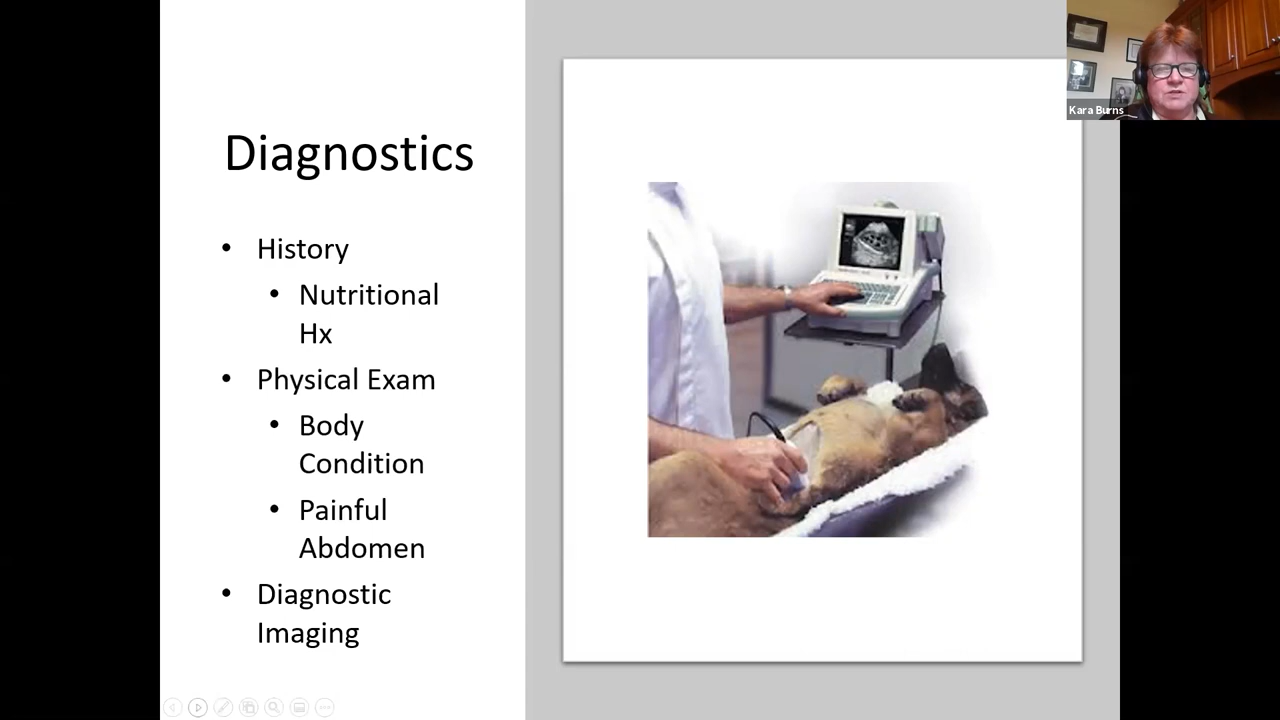 Diagnostics
• History
• Nutritional
Hx
• Physical Exam
• Body
Condition
• Painful
Abdomen
• Diagnostic
Imaging
Kara Burns